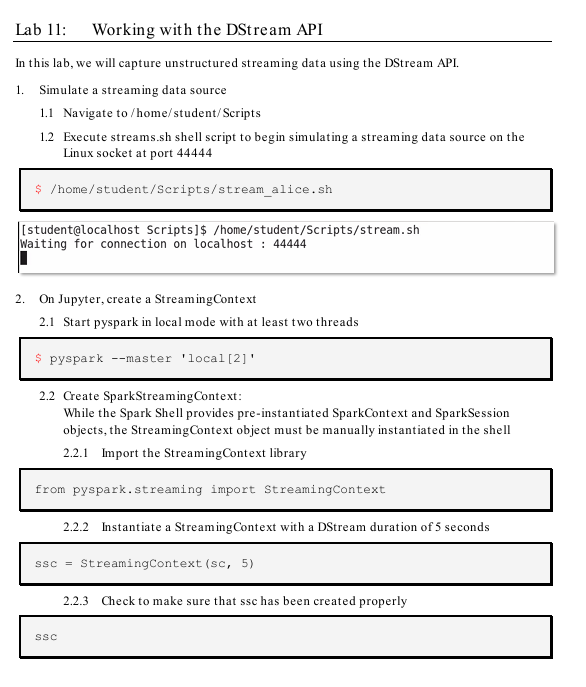 Lab 11: Working with the DStream API
In this lab, we will capture unstructured streaming data using the DStream API.
1. Simulate a streaming data source
1.1 Navigate to /home/student/Scripts
1.2 Execute streams.sh shell script to begin simulating a streaming data source on the
Linux socket at port 44444
$ /home/student/Scripts/stream_alice.sh
[student@localhost Scripts]$ /home/student/Scripts/stream.sh
Waiting for connection on localhost : 44444
2. On Jupyter, create a StreamingContext
2.1 Start pyspark in local mode with at least two threads
$ pyspark --master 'local[2]'
2.2 Create SparkStreamingContext:
While the Spark Shell provides pre-instantiated SparkContext and SparkSession
objects, the StreamingContext object must be manually instantiated in the shell
2.2.1 Import the StreamingContext library
from pyspark.streaming import StreamingContext
2.2.2 Instantiate a StreamingContext with a DStream duration of 5 seconds
ssc = StreamingContext(sc, 5)
2.2.3 Check to make sure that ssc has been created properly
ssc